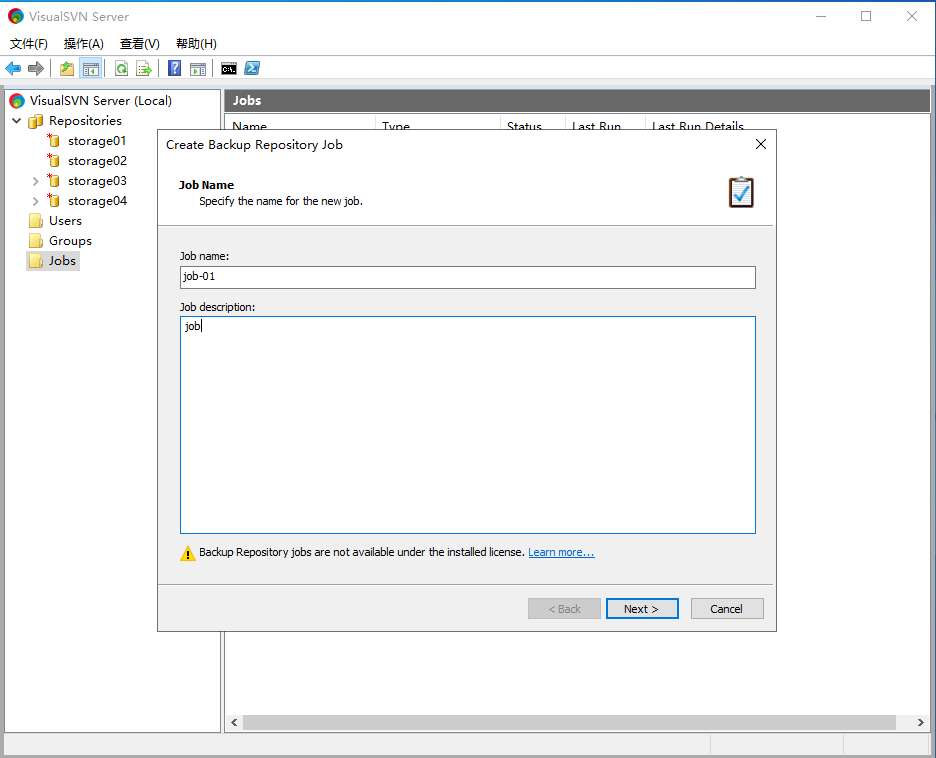 VisualSVN Server
文件(F) 操作(A) 查看(V) 帮助(H)
VisualSVN Server (Local)
Repositories
storage01
storage02
storage03
storage04
Users
Groups
Jobs
Jobs
Name Type Status Last Run Last Run Details
Create Backup Repository Job
Job Name
Specify the name for the new job.
Job name:
job-01
Job description:
job
Backup Repository jobs are not available under the installed license. Learn more...
< Back Next > Cancel